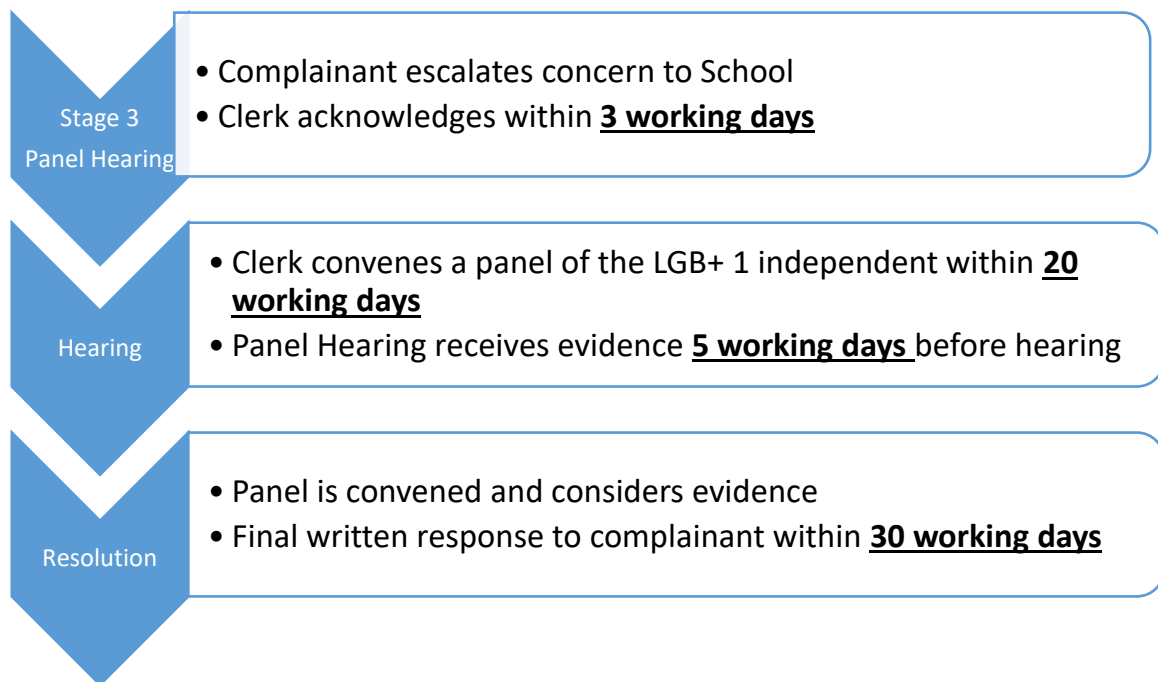 Stage 3
Panel Hearing
• Complainant escalates concern to School
• Clerk acknowledges within 3 working days
Hearing
• Clerk convenes a panel of the LGB+ 1 independent within 20
working days
• Panel Hearing receives evidence 5 working days before hearing
Resolution
• Panel is convened and considers evidence
• Final written response to complainant within 30 working days